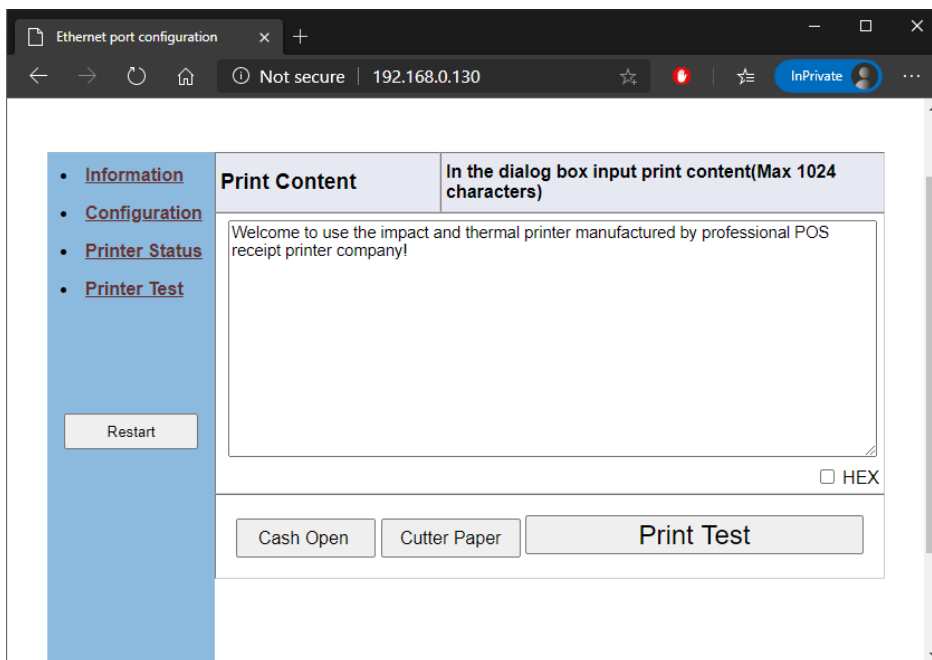 Ethernet port configuration
Not secure
192.168.0.130
InPrivate
Information
Configuration
Printer Status
Printer Test
Restart
Print Content
In the dialog box input print content(Max 1024
characters)
Welcome to use the impact and thermal printer manufactured by professional POS
receipt printer company!
HEX
Cash Open
Cutter Paper
Print Test